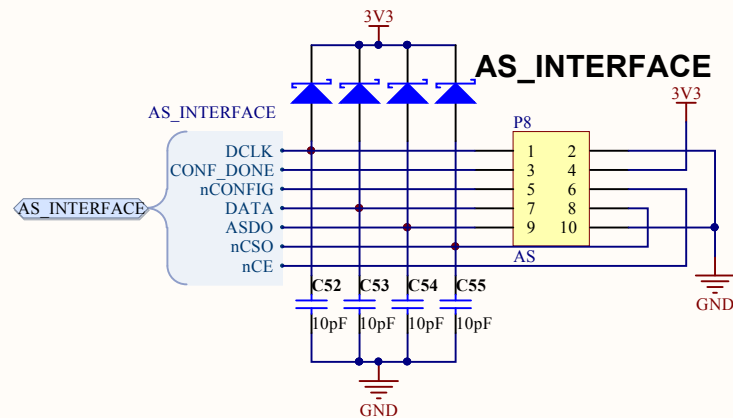 3V3
AS_INTERFACE
3V3
AS_INTERFACE
P8
DCLK 1 2
CONF_DONE 3 4
nCONFIG 5 6
DATA 7 8
AS_INTERFACE
ASDO 9 10
nCSO
AS
nCE
C52 C53 C54 C55
10pF 10pF 10pF 10pF
GND
GND